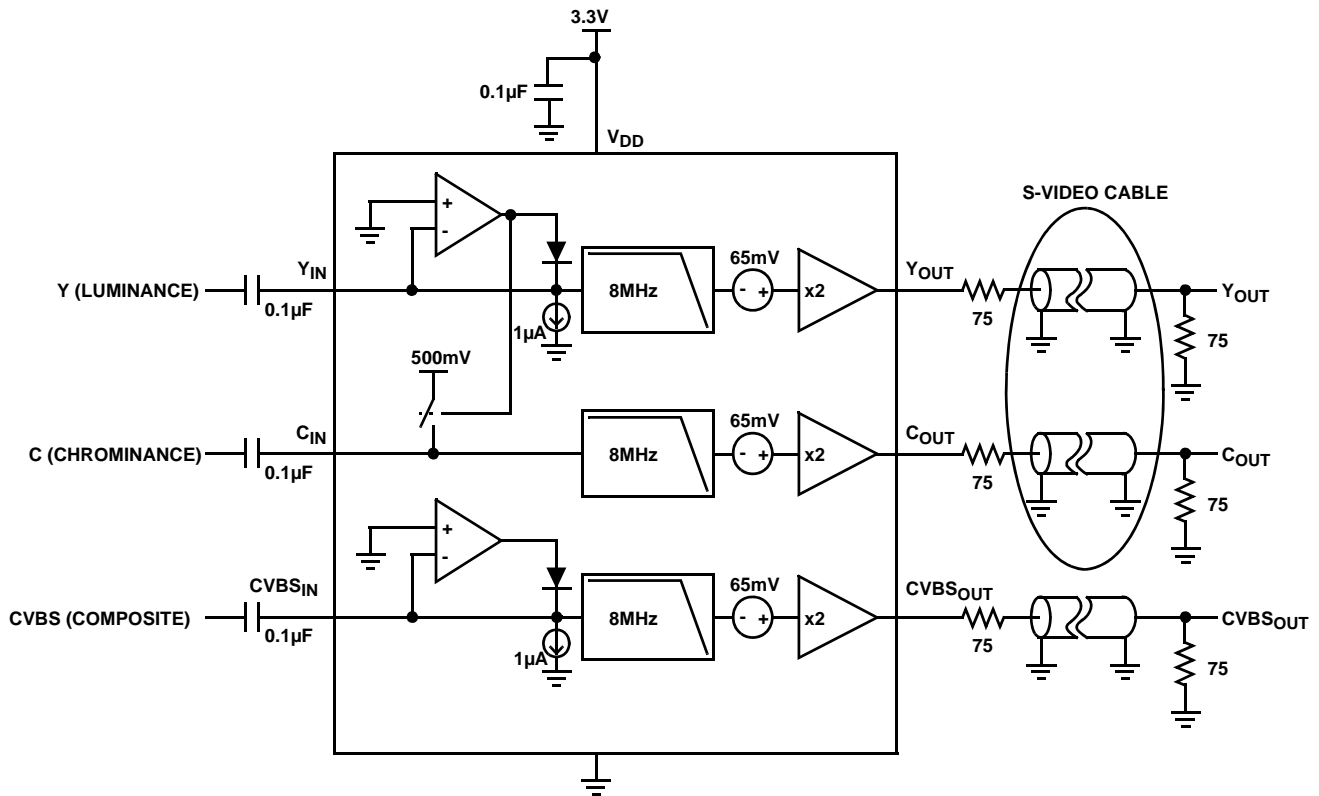 3.3V
0.1µF
VDD
S-VIDEO CABLE
+
-
YIN
65mV
YOUT
Y (LUMINANCE)
8MHz
- +
x2
YOUT
0.1µF
1µA
75
75
500mV
65mV
CIN
COUT
C (CHROMINANCE)
8MHz
- +
x2
COUT
0.1µF
75
75
+
-
65mV
CVBSIN
CVBSOUT
CVBS (COMPOSITE)
8MHz
- +
x2
CVBSOUT
0.1µF
1µA
75
75